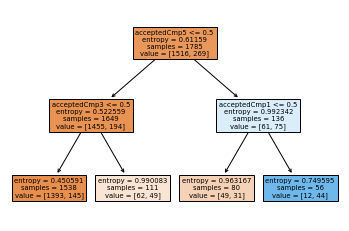 acceptedCmp5 <= 0.5
entropy = 0.61159
samples = 1785
value = [1516, 269]
acceptedCmp3 <= 0.5
entropy = 0.522559
samples = 1649
value = [1455, 194]
acceptedCmp1 <= 0.5
entropy = 0.992342
samples = 136
value = [61, 75]
entropy = 0.450591
samples = 1538
value = [1393, 145]
entropy = 0.990083
samples = 111
value = [62, 49]
entropy = 0.963167
samples = 80
value = [49, 31]
entropy = 0.749595
samples = 56
value = [12, 44]